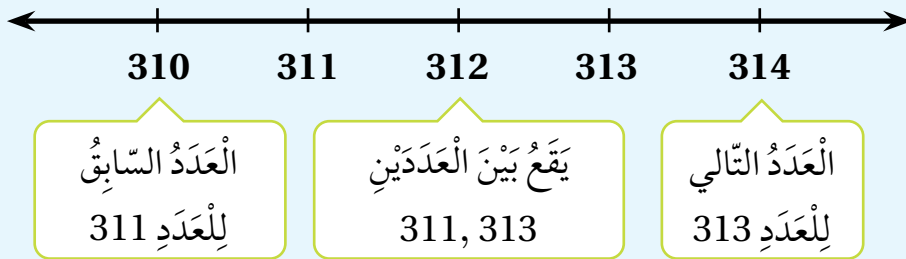 310 311 312 313 314
الْعَدَدُ السّابِقُ
لِلْعَدَدِ 311
يَقَعُ بَيْنَ الْعَدَدَيْنِ
311, 313
الْعَدَدُ التّالي
لِلْعَدَدِ 313